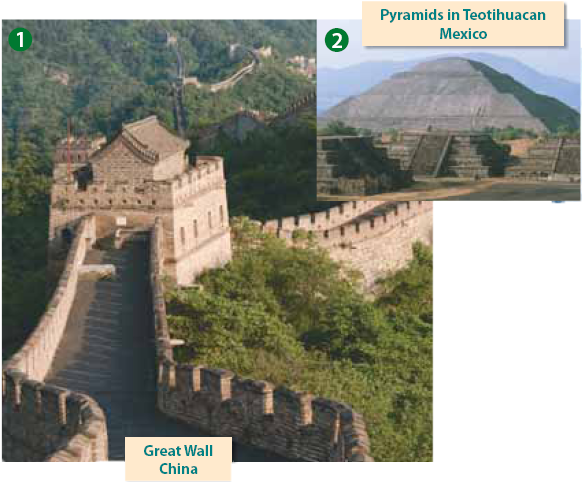 1
2
Pyramids in Teotihuacan
Mexico
Great Wall
China